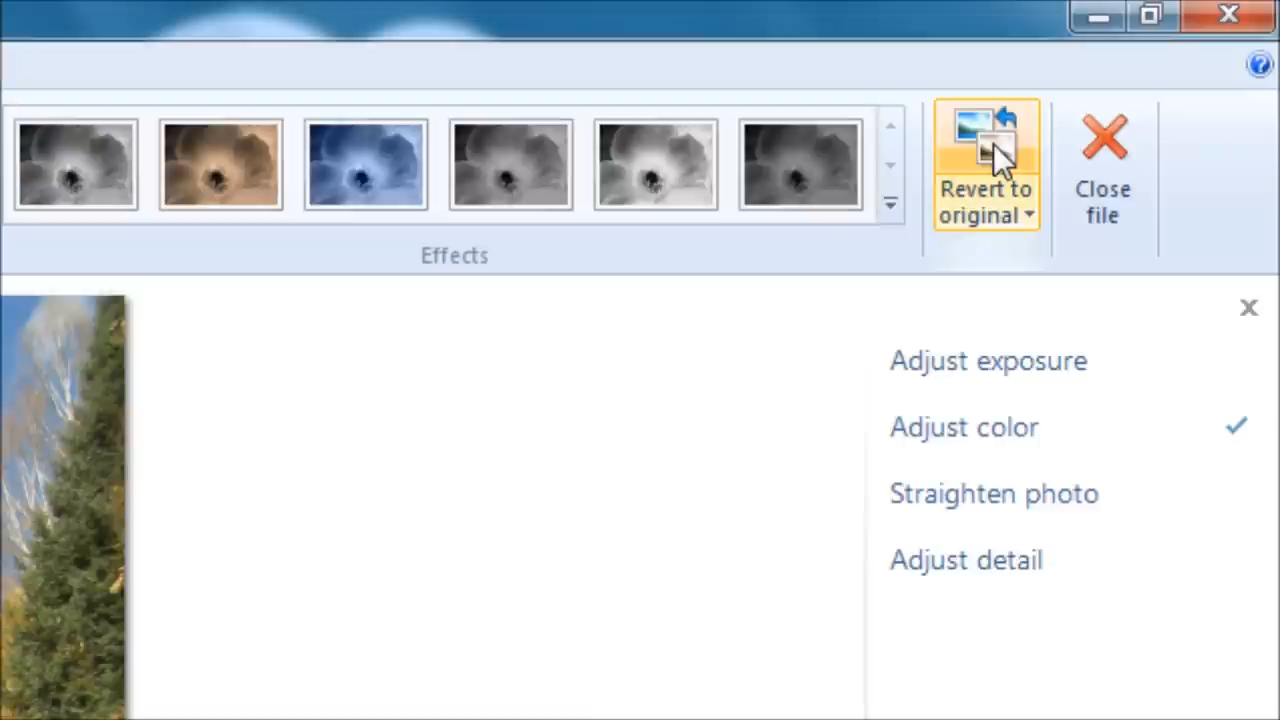 Revert to
original
Close
file
Effects
Adjust exposure
Adjust color
Straighten photo
Adjust detail